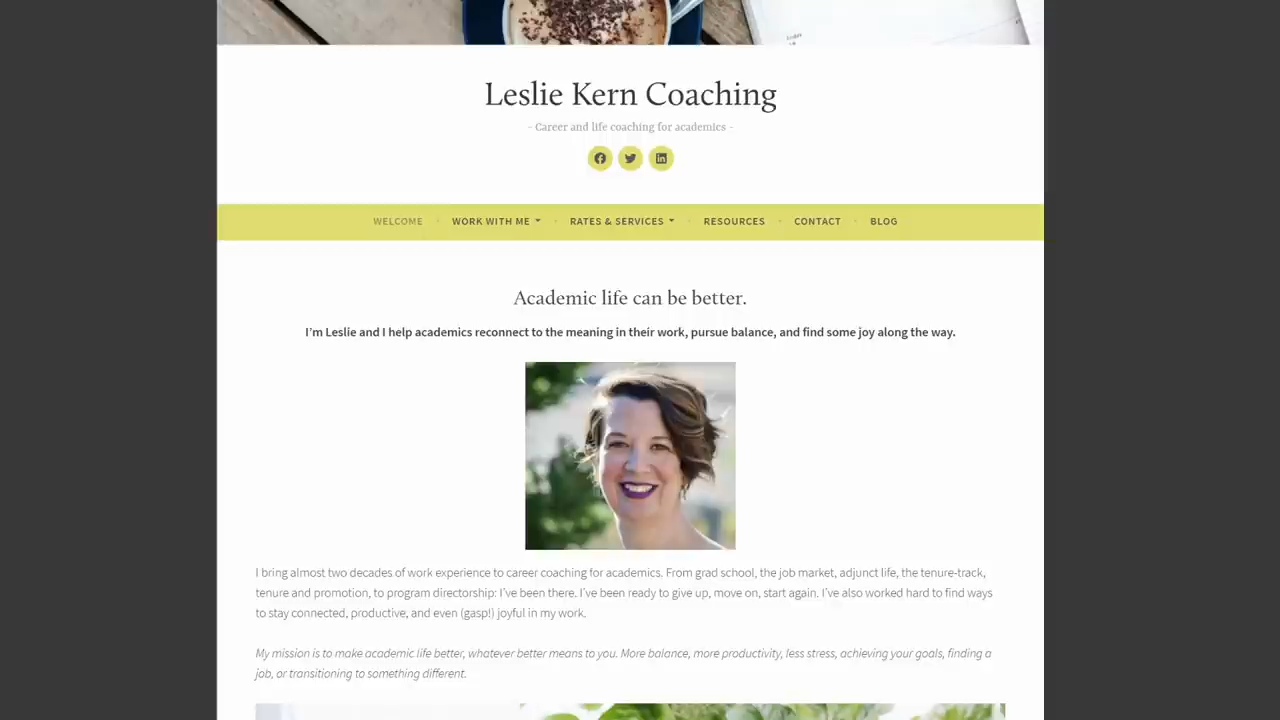 Leslie Kern Coaching
- Career and life coaching for academics -
WELCOME WORK WITH ME RATES & SERVICES RESOURCES CONTACT BLOG
Academic life can be better.
I'm Leslie and I help academics reconnect to the meaning in their work, pursue balance, and find some joy along the way.
I bring almost two decades of work experience to career coaching for academics. From grad school, the job market, adjunct life, the tenure-track,
tenure and promotion, to program directorship: I've been there. I've been ready to give up, move on, start again. I've also worked hard to find ways
to stay connected, productive, and even (gasp!) joyful in my work.
My mission is to make academic life better, whatever better means to you. More balance, more productivity, less stress, achieving your goals, finding a
job, or transitioning to something different.